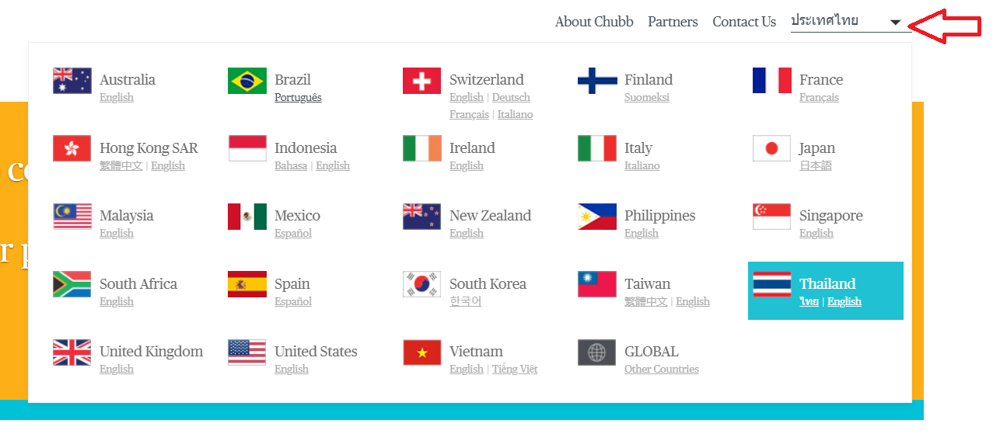 About Chubb Partners Contact Us ประเทศไทย
Australia
English
Brazil
Português
Switzerland
English | Deutsch
Français | Italiano
Finland
Suomeksi
France
Français
Hong Kong SAR
繁體中文 | English
Indonesia
Bahasa | English
Ireland
English
Italy
Italiano
Japan
日本語
Malaysia
English
Mexico
Español
New Zealand
English
Philippines
English
Singapore
English
South Africa
English
Spain
Español
South Korea
한국어
Taiwan
繁體中文 | English
Thailand
ไทย | English
United Kingdom
English
United States
English
Vietnam
English | Tiếng Việt
GLOBAL
Other Countries